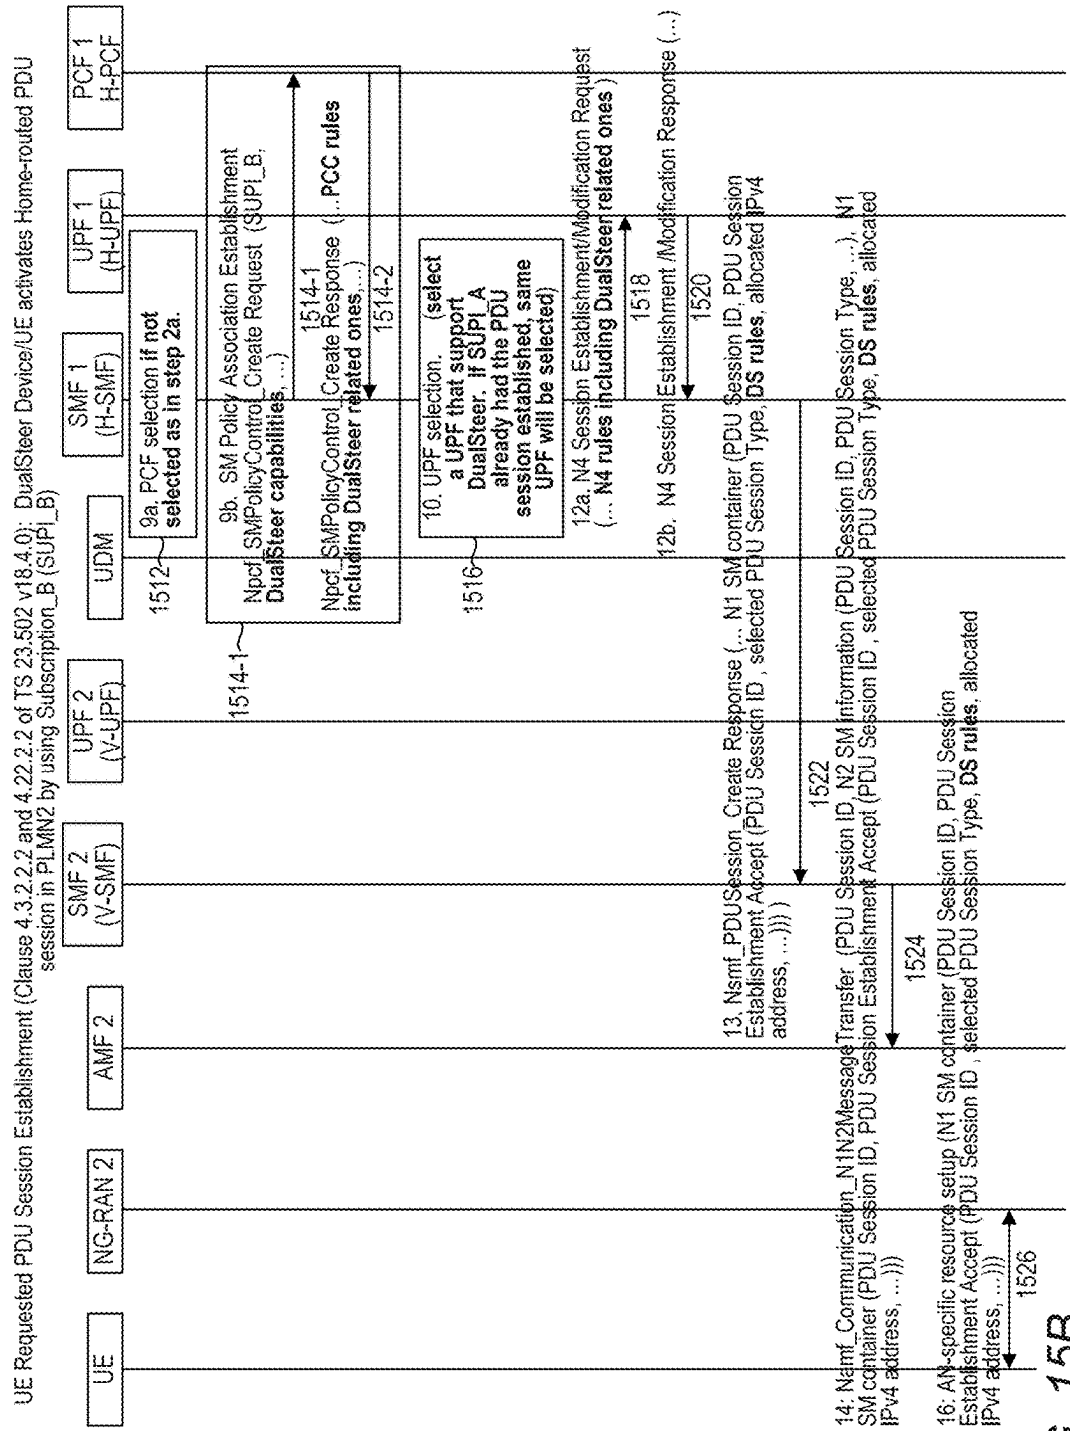 UE Requested PDU Session Establishment (Clause 4.3.2.2.2 and 4.22.2.2 of TS 23.502 v18.4.0): DualSteer Device/UE activates Home-routed PDU
session in PLMN2 by using Subscription_B (SUPI_B)
UE
NG-RAN 2
AMF 2
SMF 2
(V-SMF)
UPF 2
(V-UPF)
UDM
SMF 1
(H-SMF)
UPF 1
(H-UPF)
PCF 1
H-PCF
9a. PCF selection if not
selected as in step 2a.
1512
9b. SM Policy Association Establishment
Npcf_SMPolicyControl_Create Request (SUPI_B,
DualSteer capabilities, ...)
1514-1
Npcf_SMPolicyControl_Create Response (...PCC rules
including DualSteer related ones,...)
1514-2
1514-1
10. UPF selection. (select
a UPF that support
DualSteer. If SUPI_A
already had the PDU
session established, same
UPF will be selected)
1516
12a. N4 Session Establishment/Modification Request
(... N4 rules including DualSteer related ones )
1518
12b. N4 Session Establishment /Modification Response (...)
1520
13. Nsmf_PDUSession_Create Response (... N1 SM container (PDU Session ID, PDU Session
Establishment Accept (PDU Session ID , selected PDU Session Type, DS rules, allocated IPv4
address, ...))) )
1522
14: Namf_Communication_N1N2MessageTransfer (PDU Session ID, N2 SM information (PDU Session ID, PDU Session Type, ...), N1
SM container (PDU Session ID, PDU Session Establishment Accept (PDU Session ID , selected PDU Session Type, DS rules, allocated
IPv4 address, ...)))
1524
16: AN-specific resource setup (N1 SM container (PDU Session ID, PDU Session
Establishment Accept (PDU Session ID , selected PDU Session Type, DS rules, allocated
IPv4 address, ...)))
1526
15B